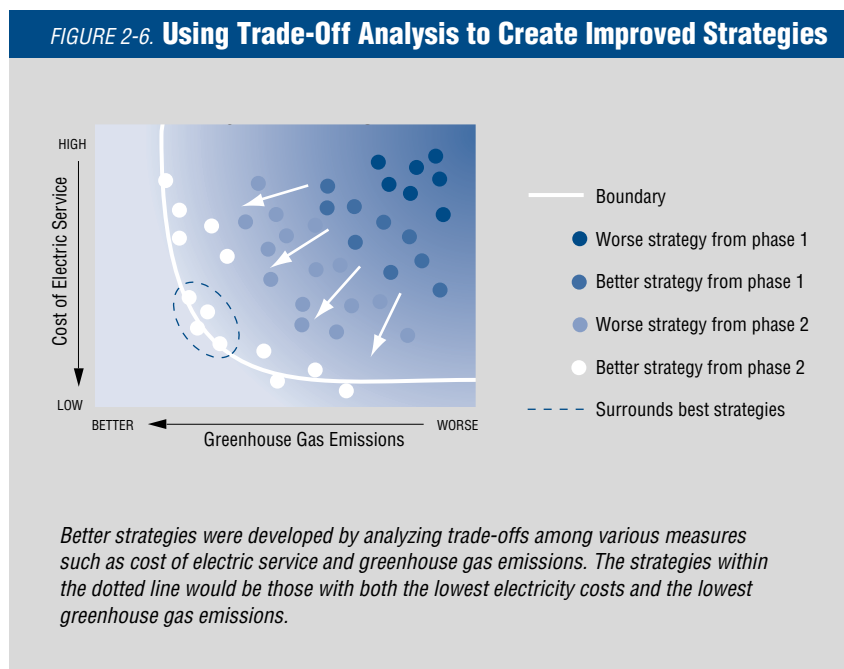 FIGURE 2-6. Using Trade-Off Analysis to Create Improved Strategies
HIGH
Cost of Electric Service
LOW
BETTER
WORSE
Greenhouse Gas Emissions
Boundary
Worse strategy from phase 1
Better strategy from phase 1
Worse strategy from phase 2
Better strategy from phase 2
Surrounds best strategies
Better strategies were developed by analyzing trade-offs among various measures
such as cost of electric service and greenhouse gas emissions. The strategies within
the dotted line would be those with both the lowest electricity costs and the lowest
greenhouse gas emissions.